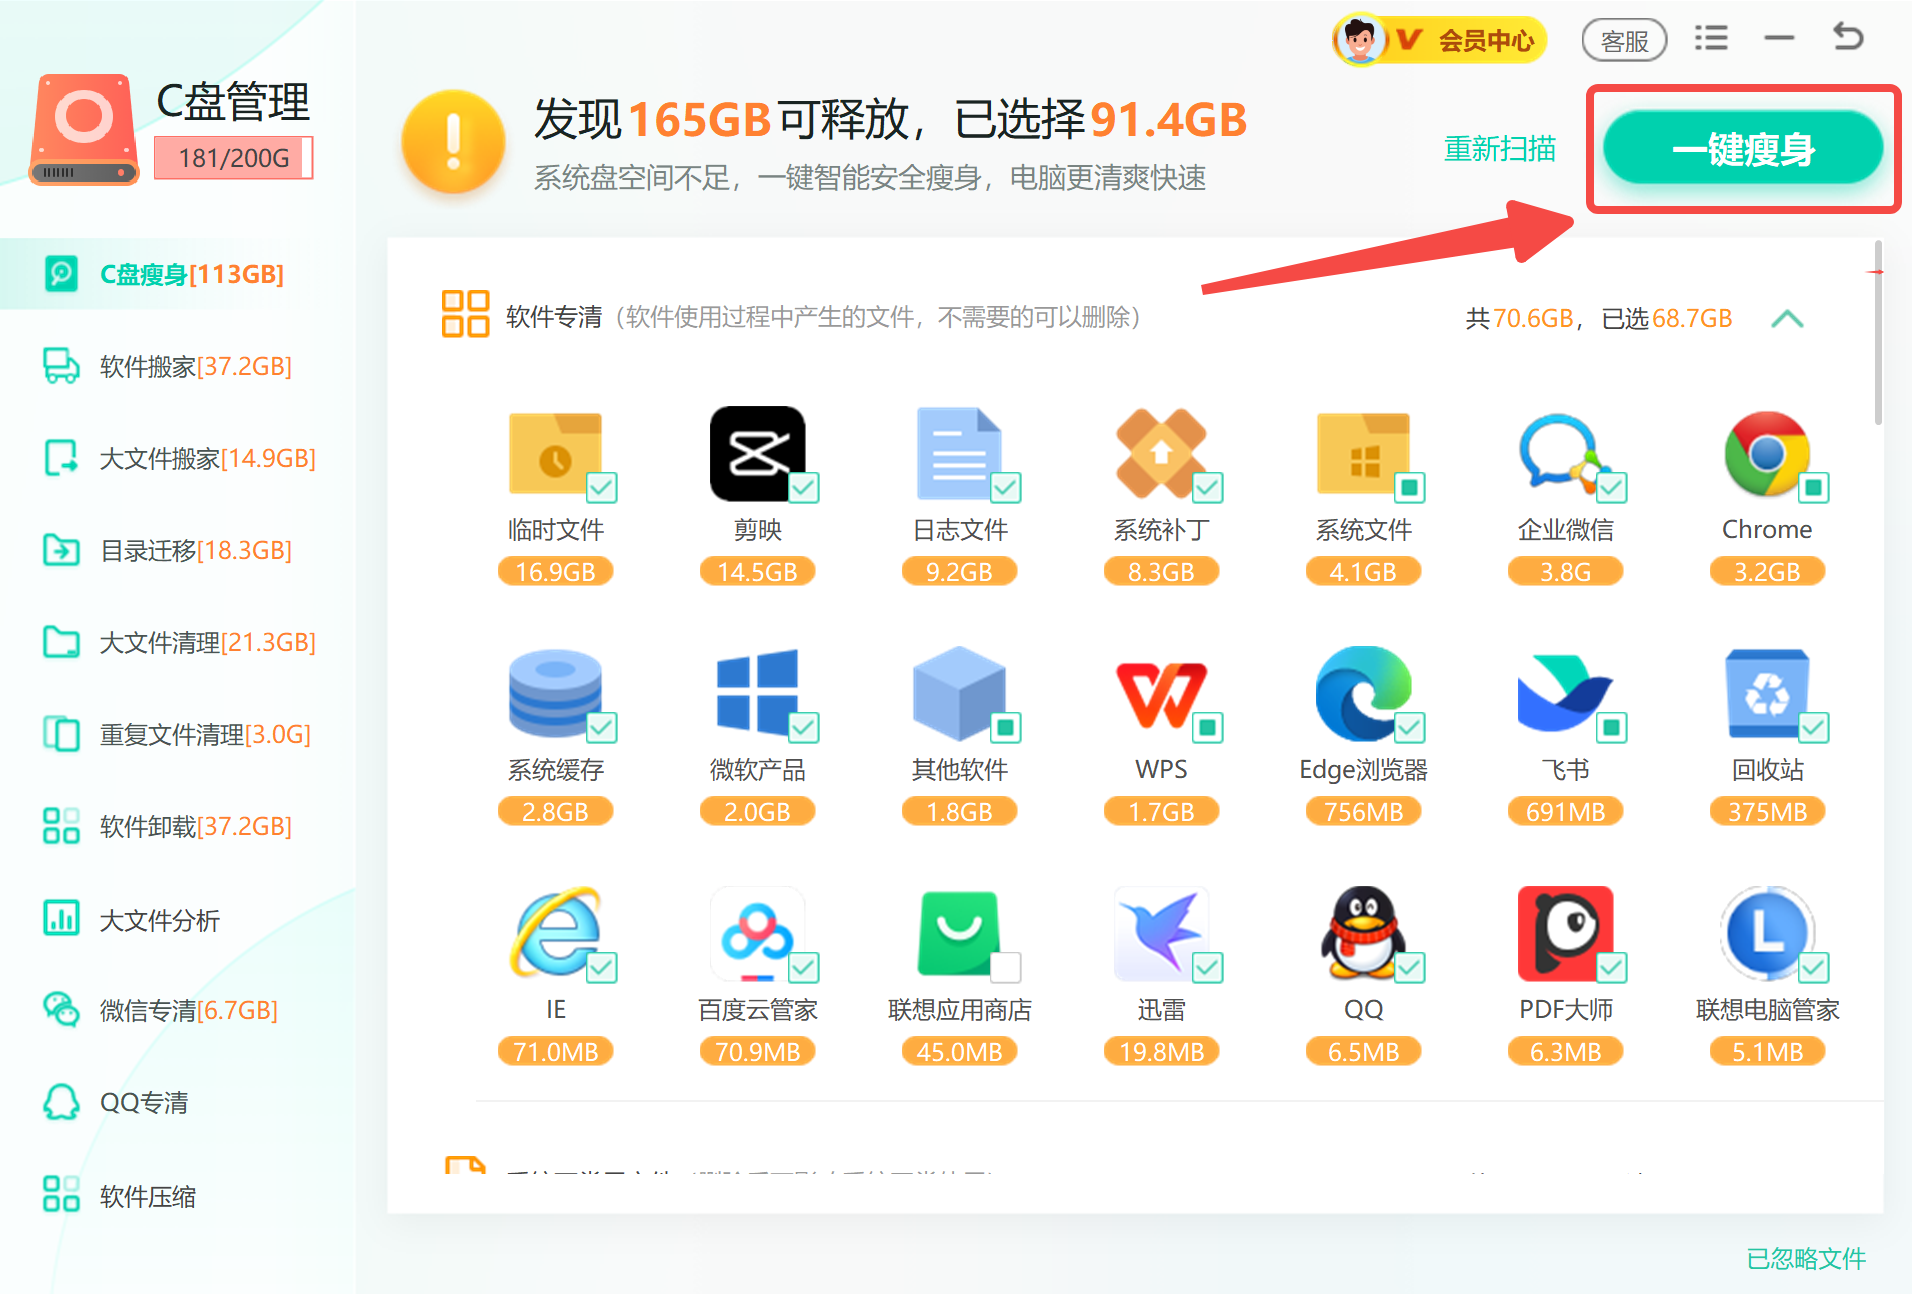 会员中心
客服
C盘管理
181/200G
发现165GB可释放，已选择91.4GB
系统盘空间不足，一键智能安全瘦身，电脑更清爽快速
重新扫描
一键瘦身
C盘瘦身[113GB]
软件搬家[37.2GB]
大文件搬家[14.9GB]
目录迁移[18.3GB]
大文件清理[21.3GB]
重复文件清理[3.0G]
软件卸载[37.2GB]
大文件分析
微信专清[6.7GB]
QQ专清
软件压缩
软件专清（软件使用过程中产生的文件，不需要的可以删除）
共70.6GB，已选68.7GB
临时文件
16.9GB
剪映
14.5GB
日志文件
9.2GB
系统补丁
8.3GB
系统文件
4.1GB
企业微信
3.8G
Chrome
3.2GB
系统缓存
2.8GB
微软产品
2.0GB
其他软件
1.8GB
WPS
1.7GB
Edge浏览器
756MB
飞书
691MB
回收站
375MB
IE
71.0MB
百度云管家
70.9MB
联想应用商店
45.0MB
迅雷
19.8MB
QQ
6.5MB
PDF大师
6.3MB
联想电脑管家
5.1MB
已忽略文件